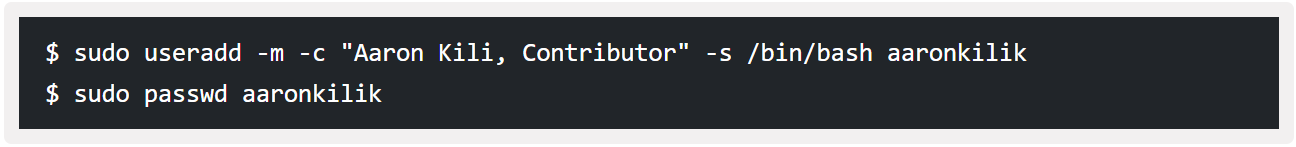 $ sudo useradd -m -c "Aaron Kili, Contributor" -s /bin/bash aaronkilik
$ sudo passwd aaronkilik